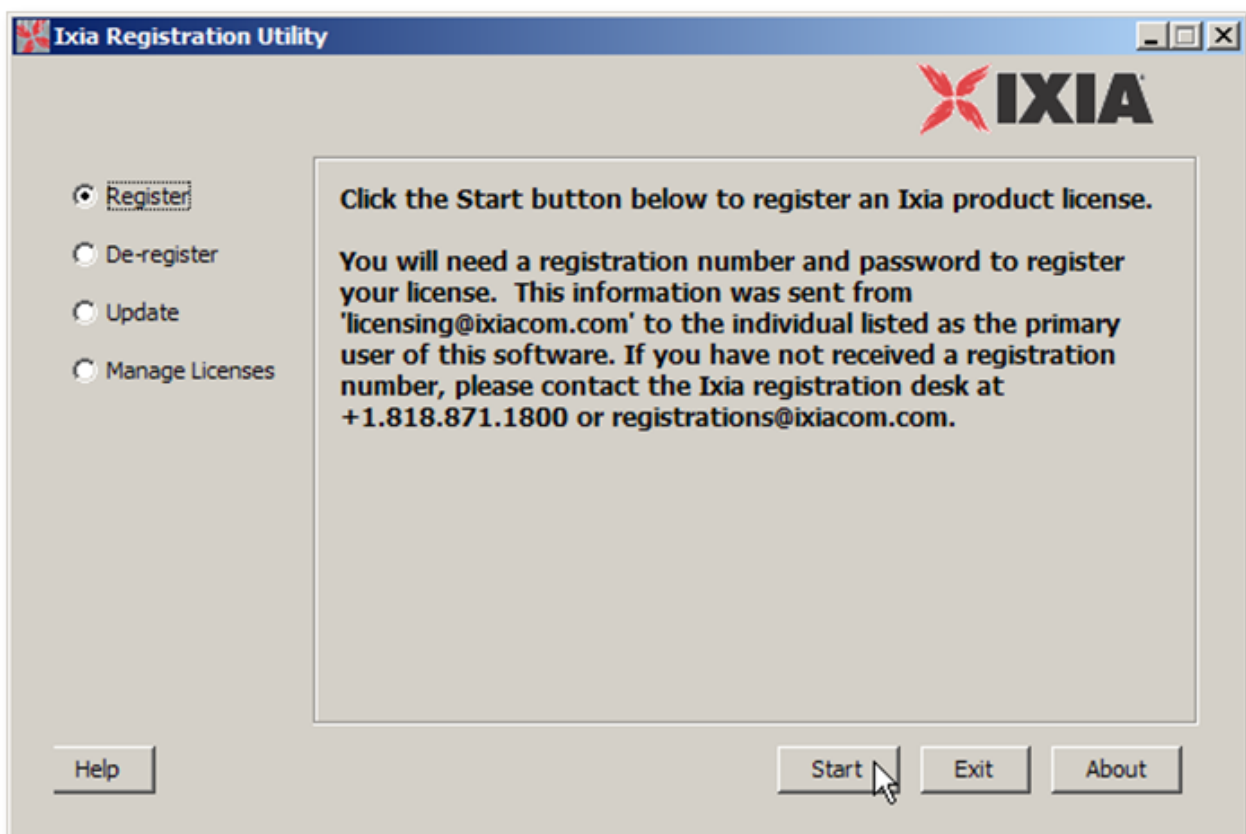 Ixia Registration Utility
IXIA
Register
De-register
Update
Manage Licenses
Click the Start button below to register an Ixia product license.
You will need a registration number and password to register
your license.  This information was sent from
'licensing@ixiacom.com' to the individual listed as the primary
user of this software. If you have not received a registration
number, please contact the Ixia registration desk at
+1.818.871.1800 or registrations@ixiacom.com.
Help
Start
Exit
About